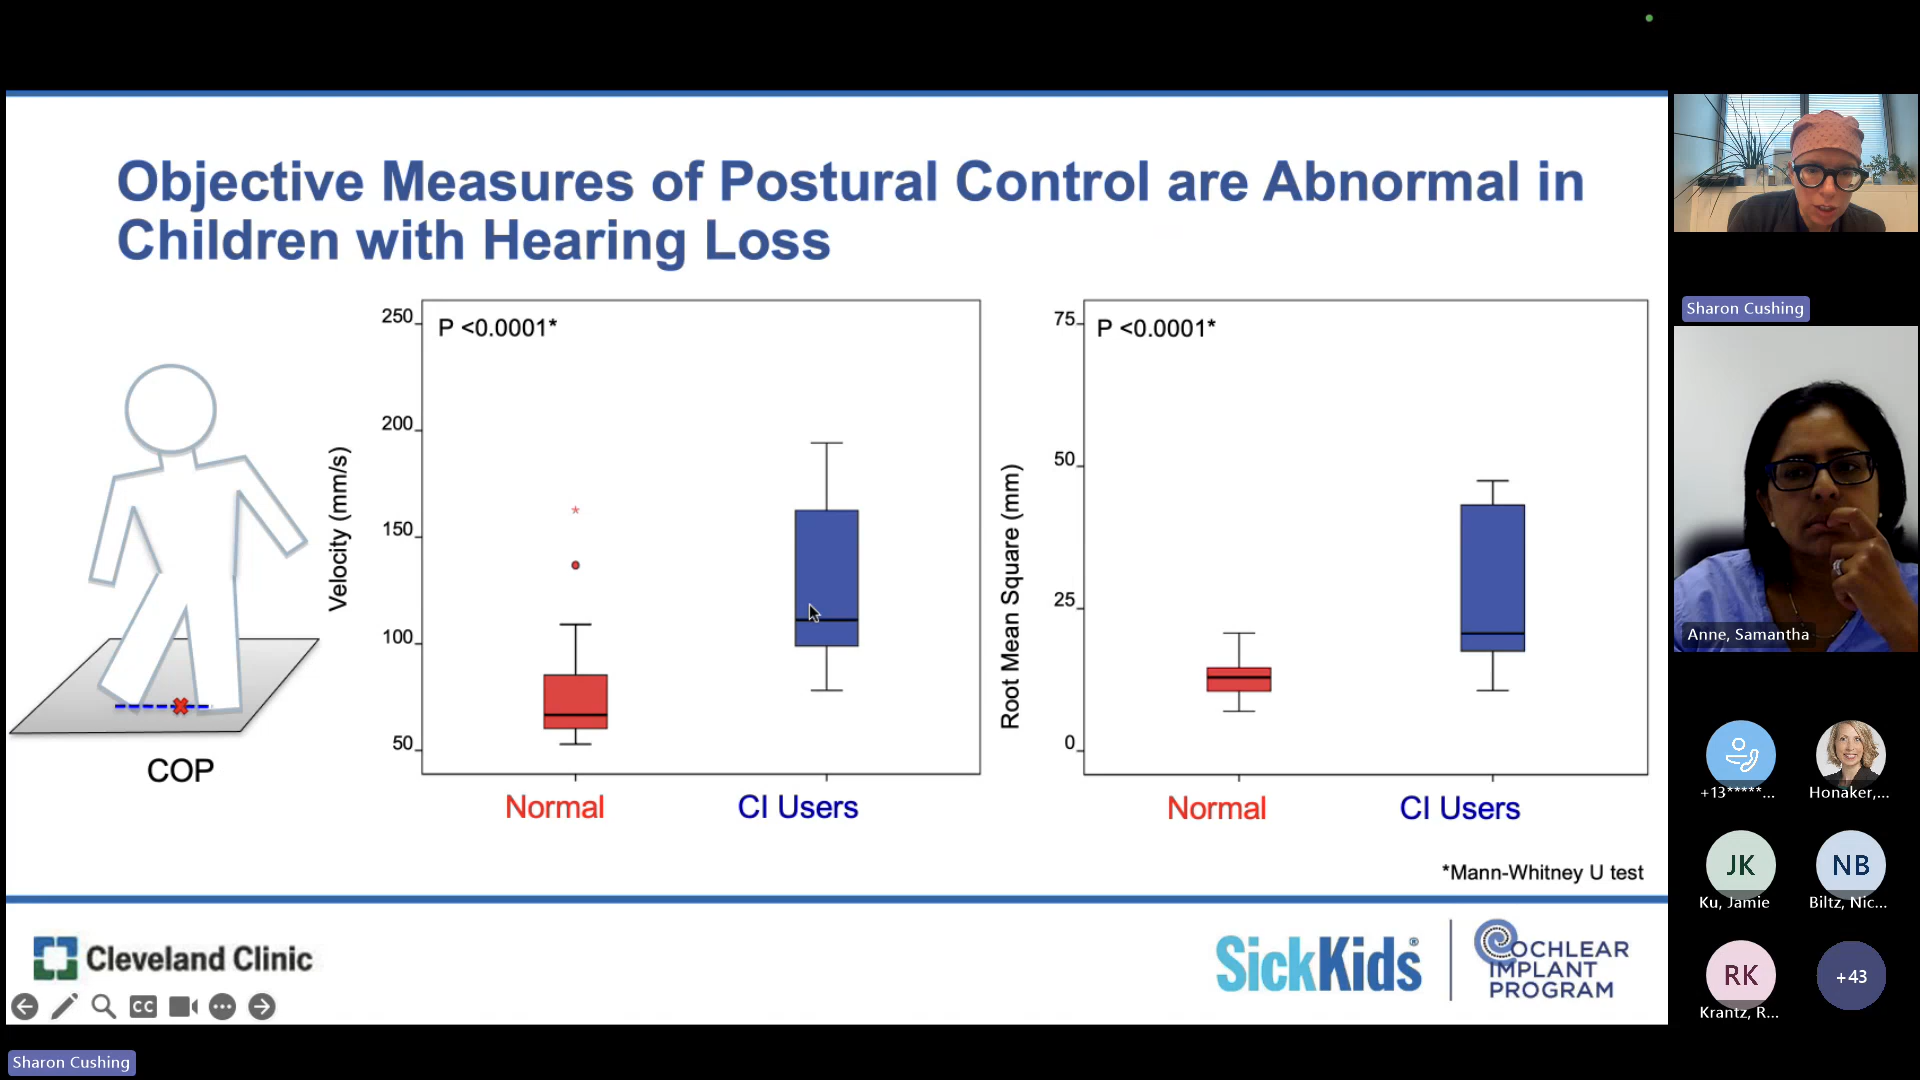 Objective Measures of Postural Control are Abnormal in
Children with Hearing Loss
COP
Velocity (mm/s)
250
200
150
100
50
P <0.0001*
*
Normal
CI Users
Root Mean Square (mm)
75
50
25
0
P <0.0001*
Normal
CI Users
*Mann-Whitney U test
Cleveland Clinic
SickKids®
COCHLEAR
IMPLANT
PROGRAM
CC
Sharon Cushing
Sharon Cushing
Anne, Samantha
+13*****...
Honaker,...
JK
Ku, Jamie
NB
Biltz, Nic...
RK
Krantz, R...
+43